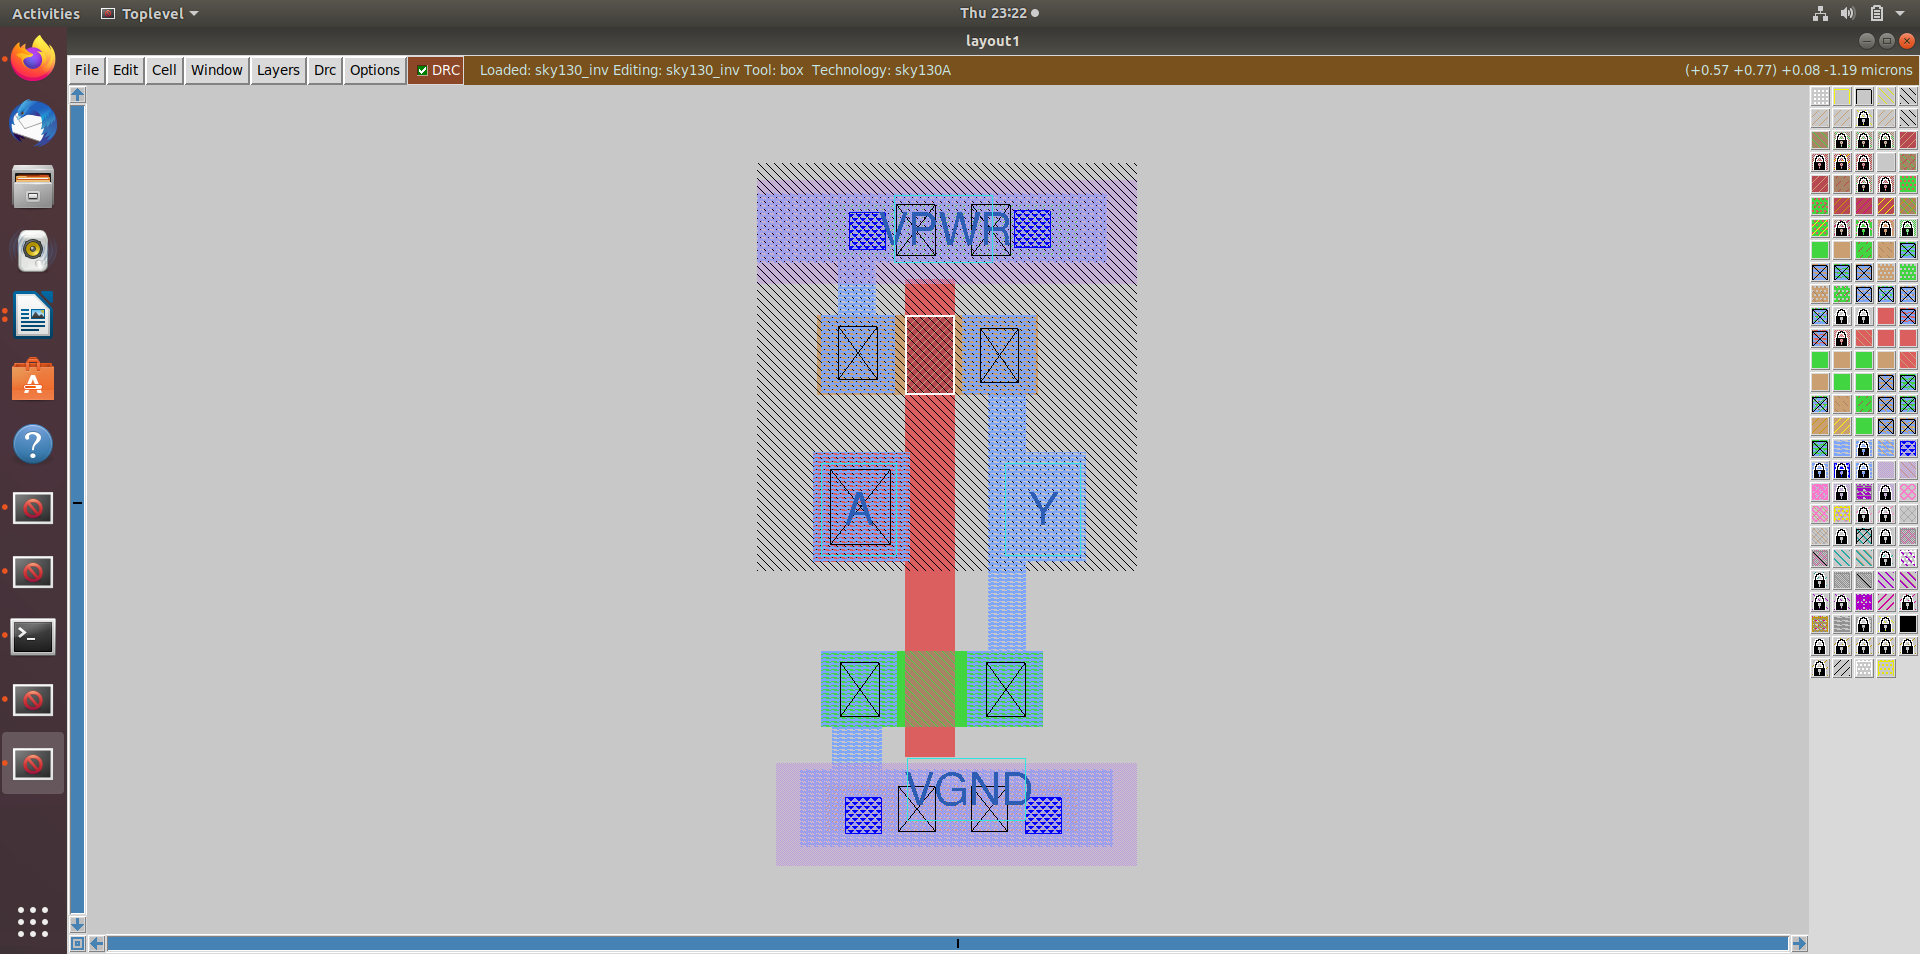 Activities Toplevel Thu 23:22
layout1
File Edit Cell Window Layers Drc Options DRC Loaded: sky130_inv Editing: sky130_inv Tool: box Technology: sky130A (+0.57 +0.77) +0.08 -1.19 microns
VPWR
A Y
VGND